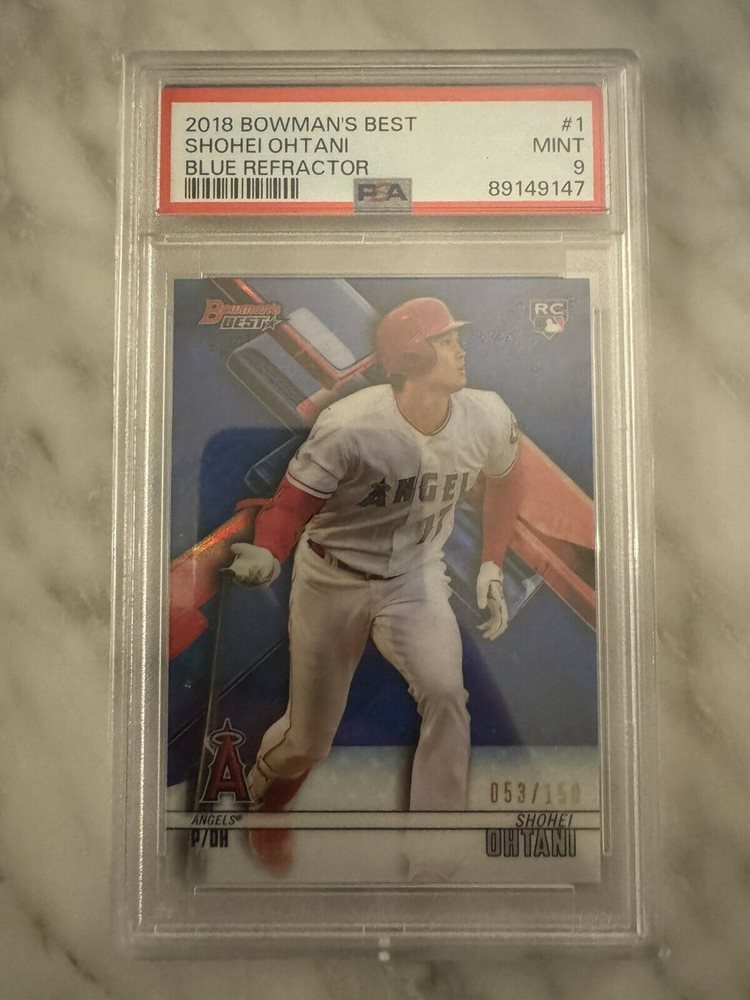 2018 BOWMAN'S BEST #1
SHOHEI OHTANI MINT
BLUE REFRACTOR 9
PSA 89149147
BOWMAN'S
BEST
RC
ANGELS
17
A
053/150
ANGELS®
P/DH
SHOHEI
OHTANI